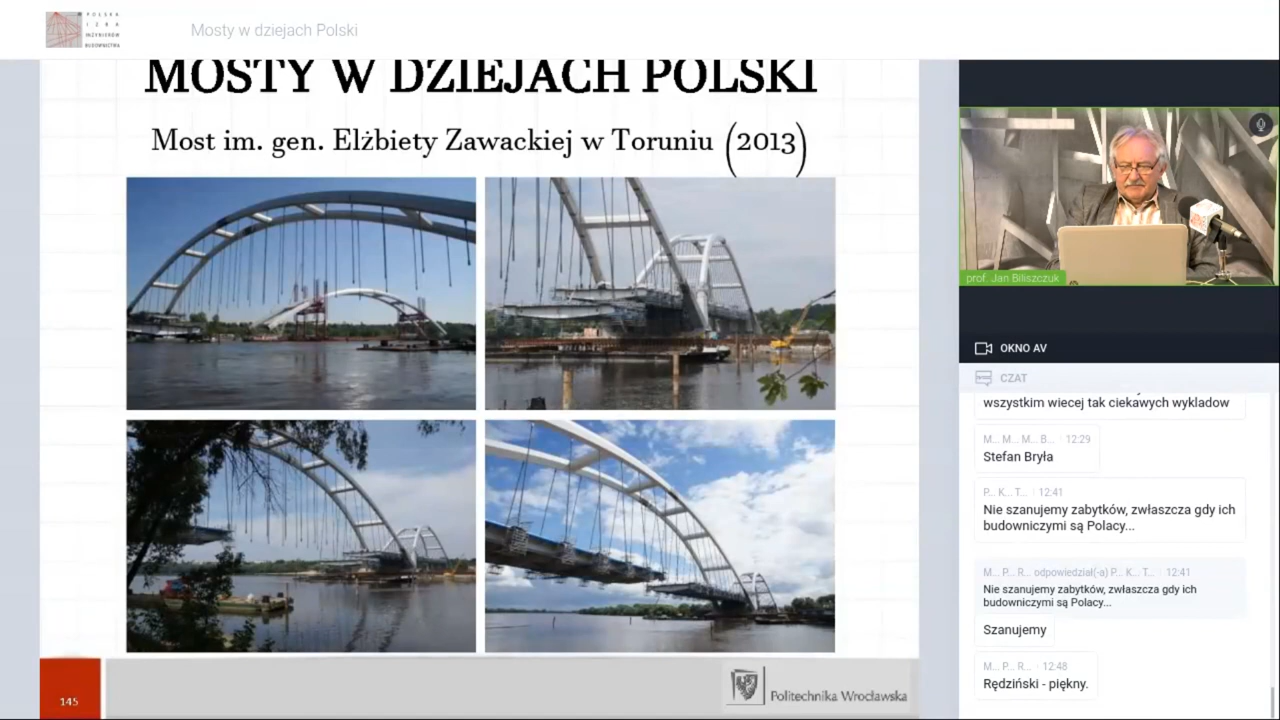 POLSKA
IZBA
INŻYNIERÓW
BUDOWNICTWA
Mosty w dziejach Polski
MOSTY W DZIEJACH POLSKI
Most im. gen. Elżbiety Zawackiej w Toruniu (2013)
145
Politechnika Wrocławska
prof. Jan Biliszczuk
OKNO AV
CZAT
wszystkim wiecej tak ciekawych wykladow
M... M... M... B... · 12:29
Stefan Bryła
P... K... T... · 12:41
Nie szanujemy zabytków, zwłaszcza gdy ich
budowniczymi są Polacy...
M... P... R... odpowiedział(-a) P... K... T... · 12:41
Nie szanujemy zabytków, zwłaszcza gdy ich
budowniczymi są Polacy...
Szanujemy
M... P... R... · 12:48
Rędziński - piękny.